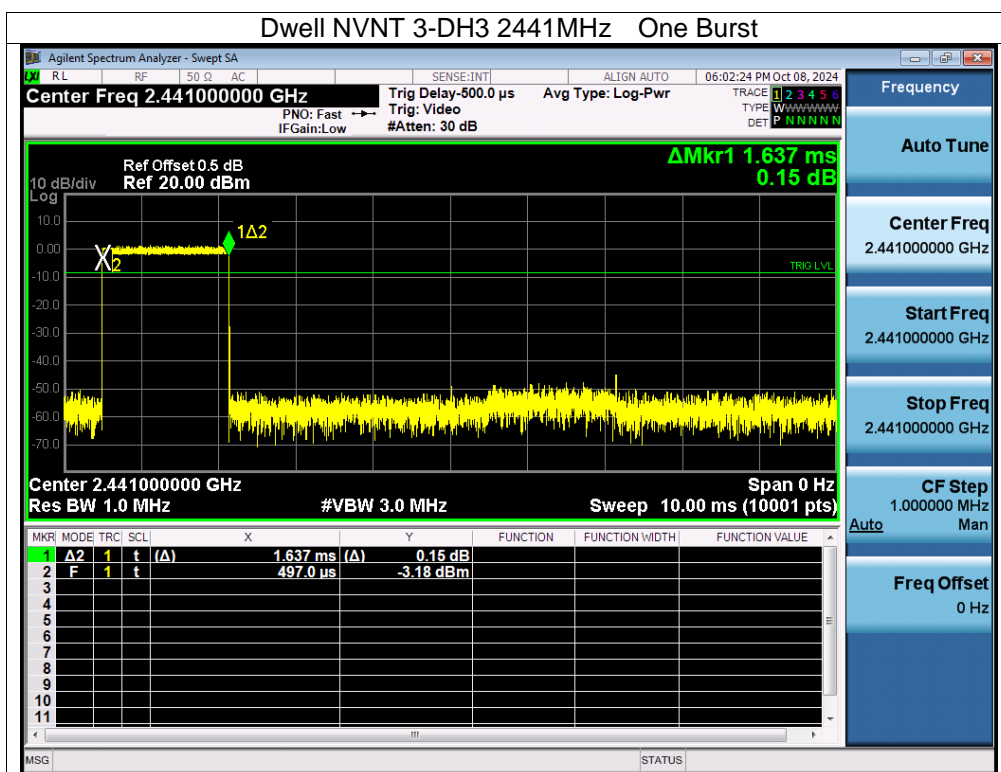 Dwell NVNT 3-DH3 2441MHz One Burst
Agilent Spectrum Analyzer - Swept SA
LXI RL RF 50 Ω AC SENSE:INT ALIGN AUTO 06:02:24 PM Oct 08, 2024
Center Freq 2.441000000 GHz
PNO: Fast
IFGain:Low
Trig Delay-500.0 µs
Trig: Video
#Atten: 30 dB
Avg Type: Log-Pwr
TRACE 1 2 3 4 5 6
TYPE WWWWWWW
DET P N N N N N
Frequency
Auto Tune
Center Freq
2.441000000 GHz
Start Freq
2.441000000 GHz
Stop Freq
2.441000000 GHz
CF Step
1.000000 MHz
Auto Man
Freq Offset
0 Hz
ΔMkr1 1.637 ms
0.15 dB
Ref Offset 0.5 dB
10 dB/div Ref 20.00 dBm
Log
10.0
0.00
-10.0
-20.0
-30.0
-40.0
-50.0
-60.0
-70.0
1Δ2
X2
TRIG LVL
Center 2.441000000 GHz Span 0 Hz
Res BW 1.0 MHz #VBW 3.0 MHz Sweep 10.00 ms (10001 pts)
MKR MODE TRC SCL X Y FUNCTION FUNCTION WIDTH FUNCTION VALUE
1 Δ2 1 t (Δ) 1.637 ms (Δ) 0.15 dB
2 F 1 t 497.0 µs -3.18 dBm
3
4
5
6
7
8
9
10
11
MSG STATUS